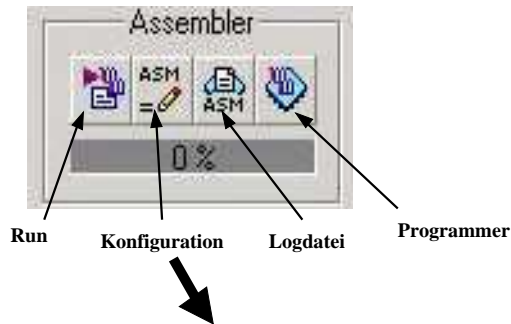 Assembler
ASM
=
ASM
0 %
Run
Konfiguration
Logdatei
Programmer